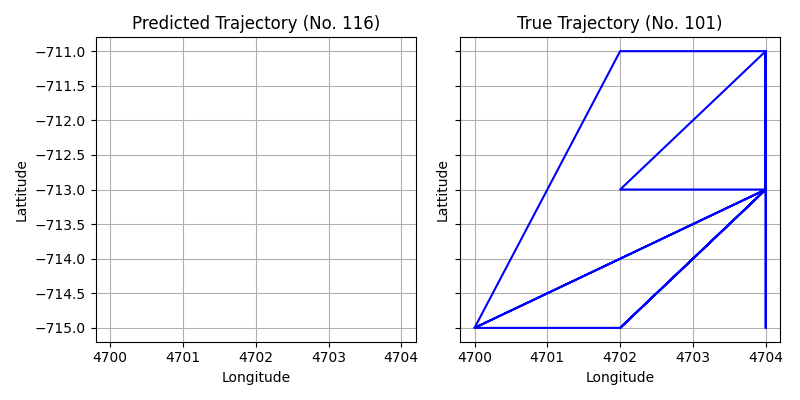 Predicted Trajectory (No. 116)
True Trajectory (No. 101)
−711.0
−711.5
−712.0
−712.5
−713.0
−713.5
−714.0
−714.5
−715.0
Lattitude
Lattitude
4700 4701 4702 4703 4704
4700 4701 4702 4703 4704
Longitude
Longitude